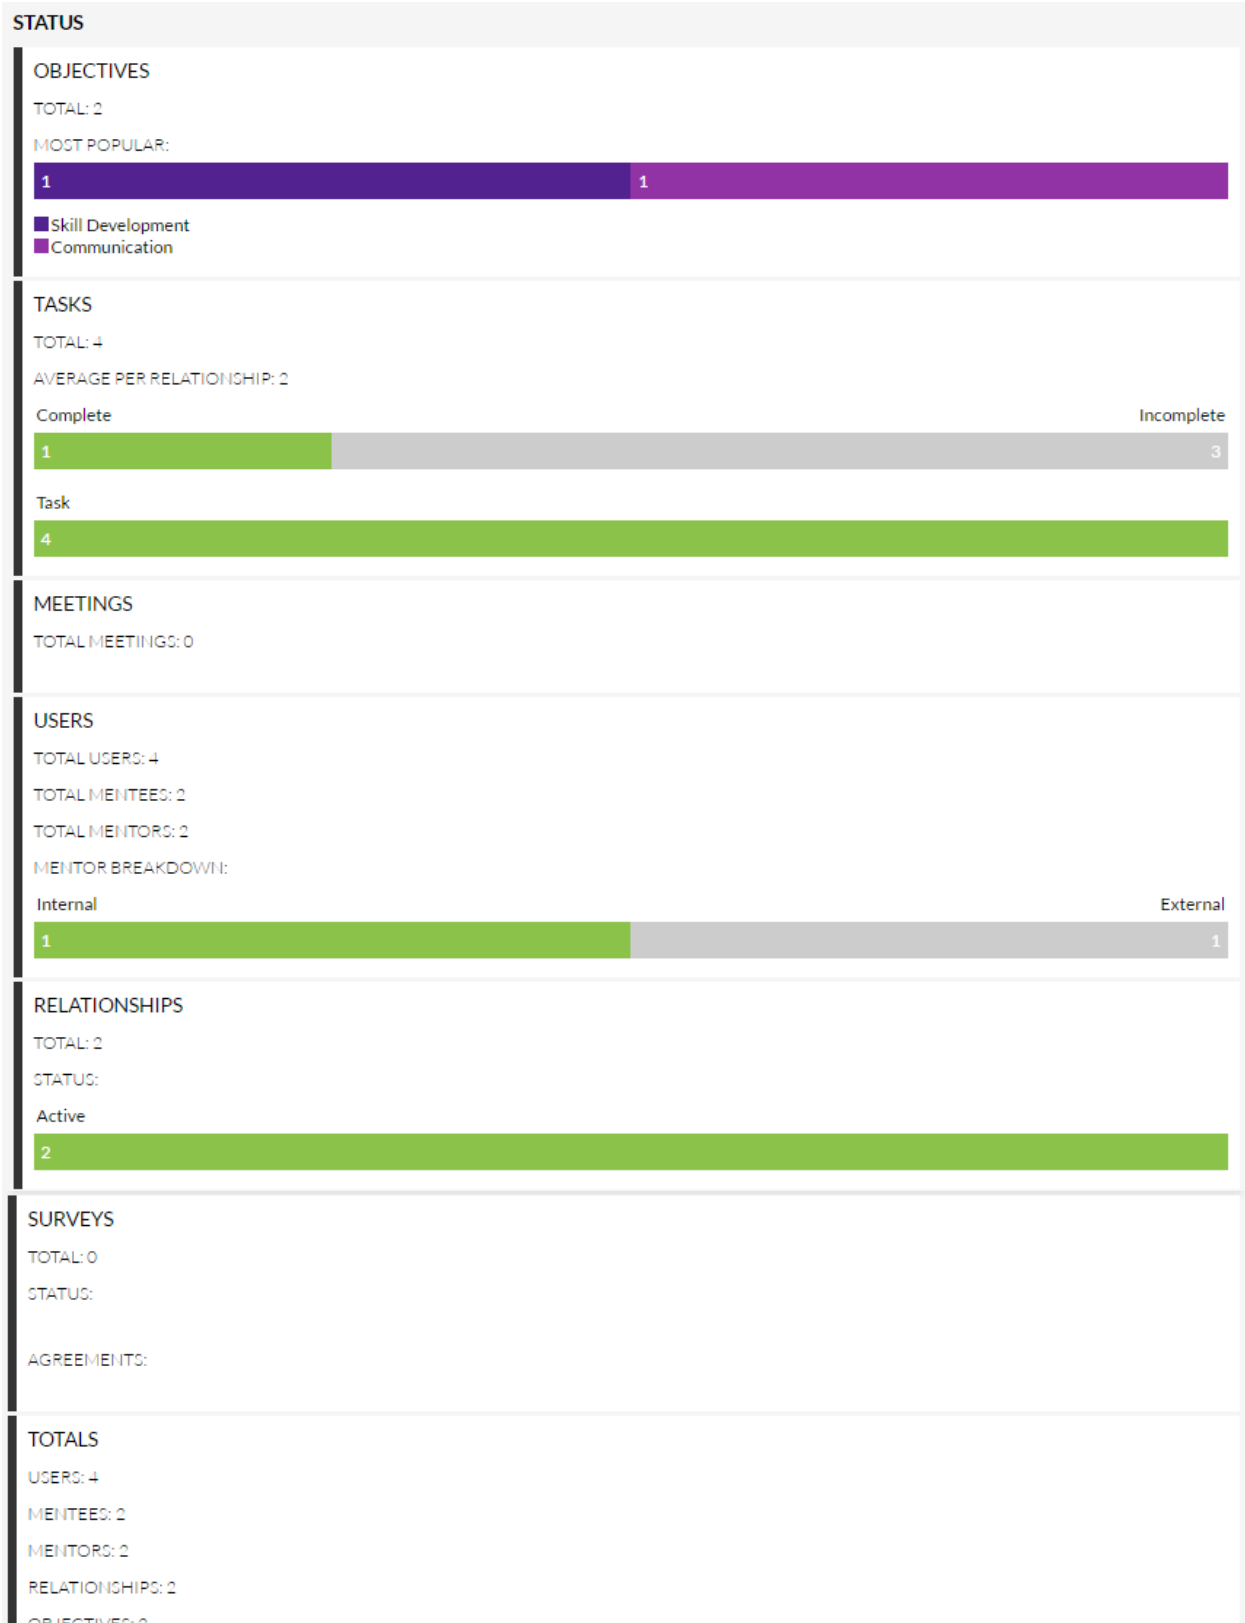 STATUS
OBJECTIVES
TOTAL: 2
MOST POPULAR:
1 1
Skill Development
Communication
TASKS
TOTAL: 4
AVERAGE PER RELATIONSHIP: 2
Complete Incomplete
1 3
Task
4
MEETINGS
TOTAL MEETINGS: 0
USERS
TOTAL USERS: 4
TOTAL MENTEES: 2
TOTAL MENTORS: 2
MENTOR BREAKDOWN:
Internal External
1 1
RELATIONSHIPS
TOTAL: 2
STATUS:
Active
2
SURVEYS
TOTAL: 0
STATUS:
AGREEMENTS:
TOTALS
USERS: 4
MENTEES: 2
MENTORS: 2
RELATIONSHIPS: 2
OBJECTIVES: 2